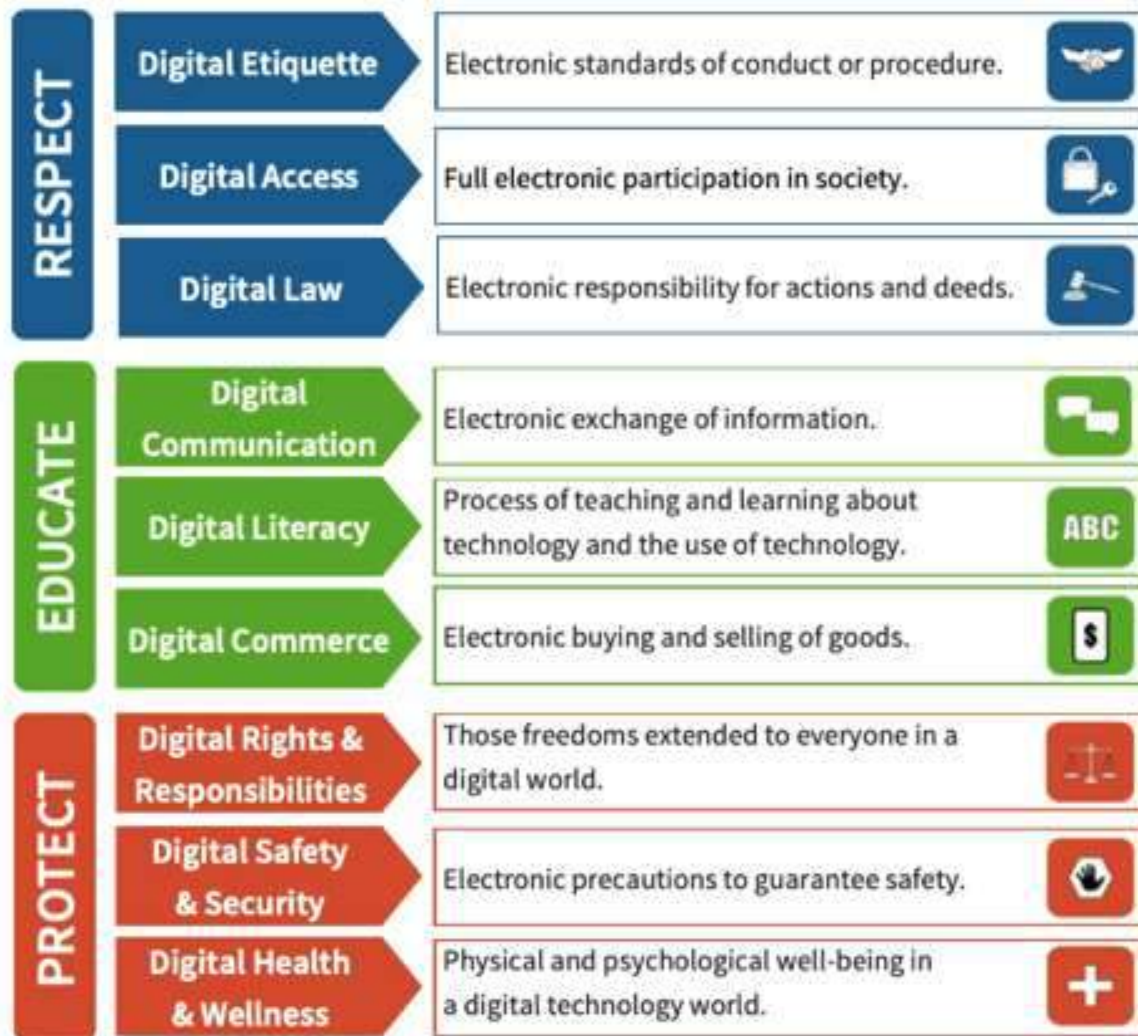 RESPECT
Digital Etiquette
Electronic standards of conduct or procedure.
Digital Access
Full electronic participation in society.
Digital Law
Electronic responsibility for actions and deeds.
EDUCATE
Digital
Communication
Electronic exchange of information.
Digital Literacy
Process of teaching and learning about
technology and the use of technology.
ABC
Digital Commerce
Electronic buying and selling of goods.
$
PROTECT
Digital Rights &
Responsibilities
Those freedoms extended to everyone in a
digital world.
Digital Safety
& Security
Electronic precautions to guarantee safety.
Digital Health
& Wellness
Physical and psychological well-being in
a digital technology world.